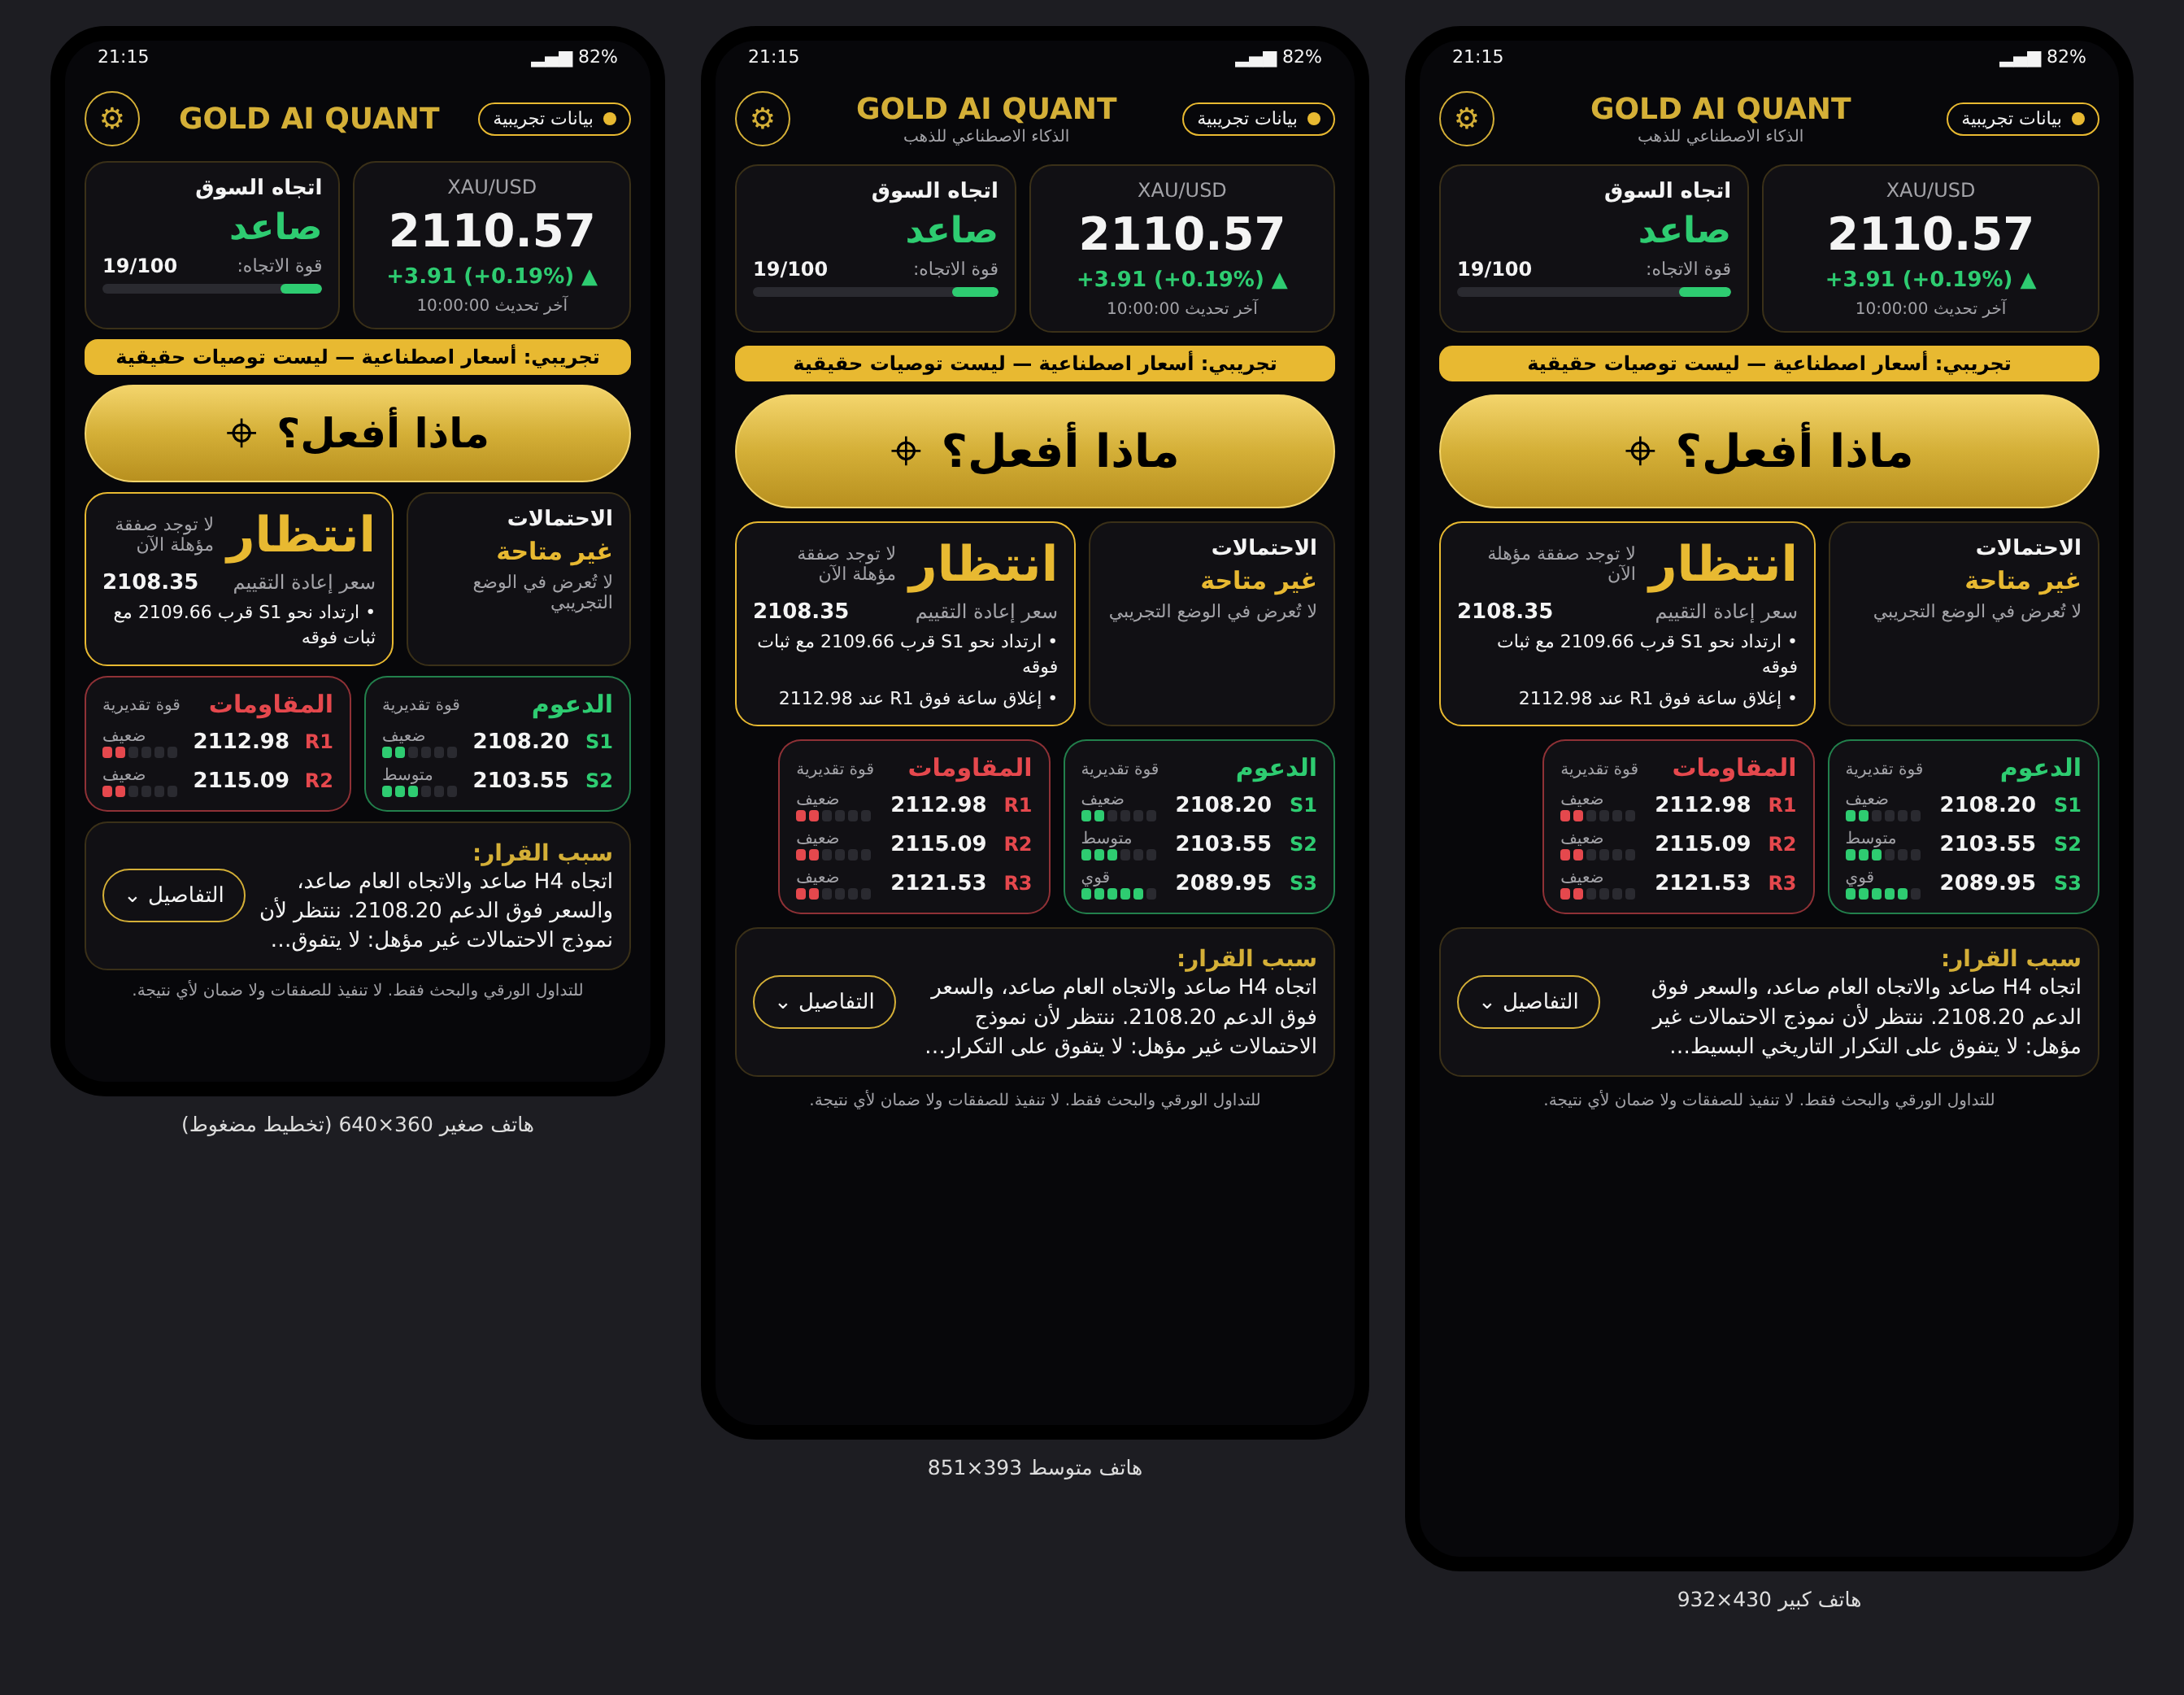 21:15
82%
GOLD AI QUANT
بيانات تجريبية
XAU/USD
2110.57
+3.91 (+0.19%) ▲
آخر تحديث 10:00:00
اتجاه السوق
صاعد
قوة الاتجاه: 19/100
تجريبي: أسعار اصطناعية — ليست توصيات حقيقية
ماذا أفعل؟
الاحتمالات
غير متاحة
لا تُعرض في الوضع
التجريبي
انتظار
لا توجد صفقة
مؤهلة الآن
سعر إعادة التقييم 2108.35
• ارتداد نحو S1 قرب 2109.66 مع
ثبات فوقه
الدعوم قوة تقديرية
S1 2108.20 ضعيف
S2 2103.55 متوسط
المقاومات قوة تقديرية
R1 2112.98 ضعيف
R2 2115.09 ضعيف
سبب القرار:
اتجاه H4 صاعد والاتجاه العام صاعد،
والسعر فوق الدعم 2108.20. ننتظر لأن
نموذج الاحتمالات غير مؤهل: لا يتفوق…
التفاصيل
للتداول الورقي والبحث فقط. لا تنفيذ للصفقات ولا ضمان لأي نتيجة.
هاتف صغير 360×640 (تخطيط مضغوط)
21:15
82%
GOLD AI QUANT
الذكاء الاصطناعي للذهب
بيانات تجريبية
XAU/USD
2110.57
+3.91 (+0.19%) ▲
آخر تحديث 10:00:00
اتجاه السوق
صاعد
قوة الاتجاه: 19/100
تجريبي: أسعار اصطناعية — ليست توصيات حقيقية
ماذا أفعل؟
الاحتمالات
غير متاحة
لا تُعرض في الوضع التجريبي
انتظار
لا توجد صفقة
مؤهلة الآن
سعر إعادة التقييم 2108.35
• ارتداد نحو S1 قرب 2109.66 مع ثبات
فوقه
• إغلاق ساعة فوق R1 عند 2112.98
الدعوم قوة تقديرية
S1 2108.20 ضعيف
S2 2103.55 متوسط
S3 2089.95 قوي
المقاومات قوة تقديرية
R1 2112.98 ضعيف
R2 2115.09 ضعيف
R3 2121.53 ضعيف
سبب القرار:
اتجاه H4 صاعد والاتجاه العام صاعد، والسعر
فوق الدعم 2108.20. ننتظر لأن نموذج
الاحتمالات غير مؤهل: لا يتفوق على التكرار…
التفاصيل
للتداول الورقي والبحث فقط. لا تنفيذ للصفقات ولا ضمان لأي نتيجة.
هاتف متوسط 393×851
21:15
82%
GOLD AI QUANT
الذكاء الاصطناعي للذهب
بيانات تجريبية
XAU/USD
2110.57
+3.91 (+0.19%) ▲
آخر تحديث 10:00:00
اتجاه السوق
صاعد
قوة الاتجاه: 19/100
تجريبي: أسعار اصطناعية — ليست توصيات حقيقية
ماذا أفعل؟
الاحتمالات
غير متاحة
لا تُعرض في الوضع التجريبي
انتظار
لا توجد صفقة مؤهلة
الآن
سعر إعادة التقييم 2108.35
• ارتداد نحو S1 قرب 2109.66 مع ثبات
فوقه
• إغلاق ساعة فوق R1 عند 2112.98
الدعوم قوة تقديرية
S1 2108.20 ضعيف
S2 2103.55 متوسط
S3 2089.95 قوي
المقاومات قوة تقديرية
R1 2112.98 ضعيف
R2 2115.09 ضعيف
R3 2121.53 ضعيف
سبب القرار:
اتجاه H4 صاعد والاتجاه العام صاعد، والسعر فوق
الدعم 2108.20. ننتظر لأن نموذج الاحتمالات غير
مؤهل: لا يتفوق على التكرار التاريخي البسيط…
التفاصيل
للتداول الورقي والبحث فقط. لا تنفيذ للصفقات ولا ضمان لأي نتيجة.
هاتف كبير 430×932